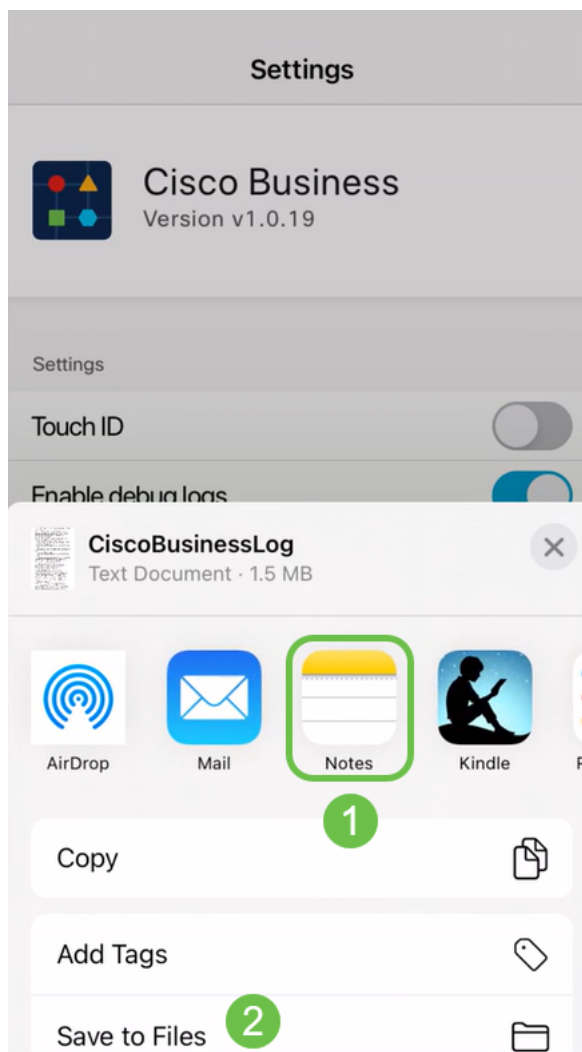 Settings
Cisco Business
Version v1.0.19
Settings
Touch ID
Enable debug logs
CiscoBusinessLog
Text Document · 1.5 MB
AirDrop
Mail
Notes
Kindle
1
Copy
Add Tags
Save to Files
2